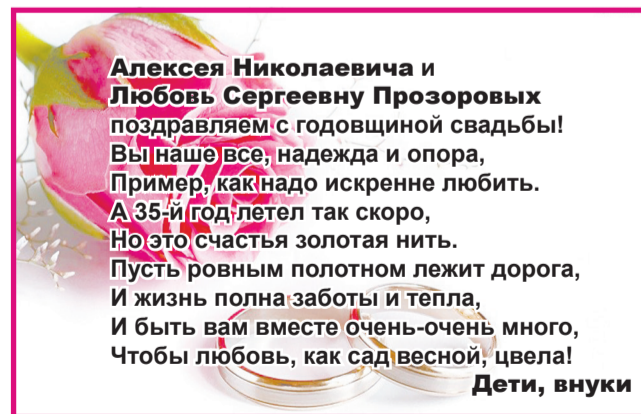 Алексея Николаевича и
Любовь Сергеевну Прозоровых
поздравляем с годовщиной свадьбы!
Вы наше все, надежда и опора,
Пример, как надо искренне любить.
А 35-й год летел так скоро,
Но это счастья золотая нить.
Пусть ровным полотном лежит дорога,
И жизнь полна заботы и тепла,
И быть вам вместе очень-очень много,
Чтобы любовь, как сад весной, цвела!
Дети, внуки